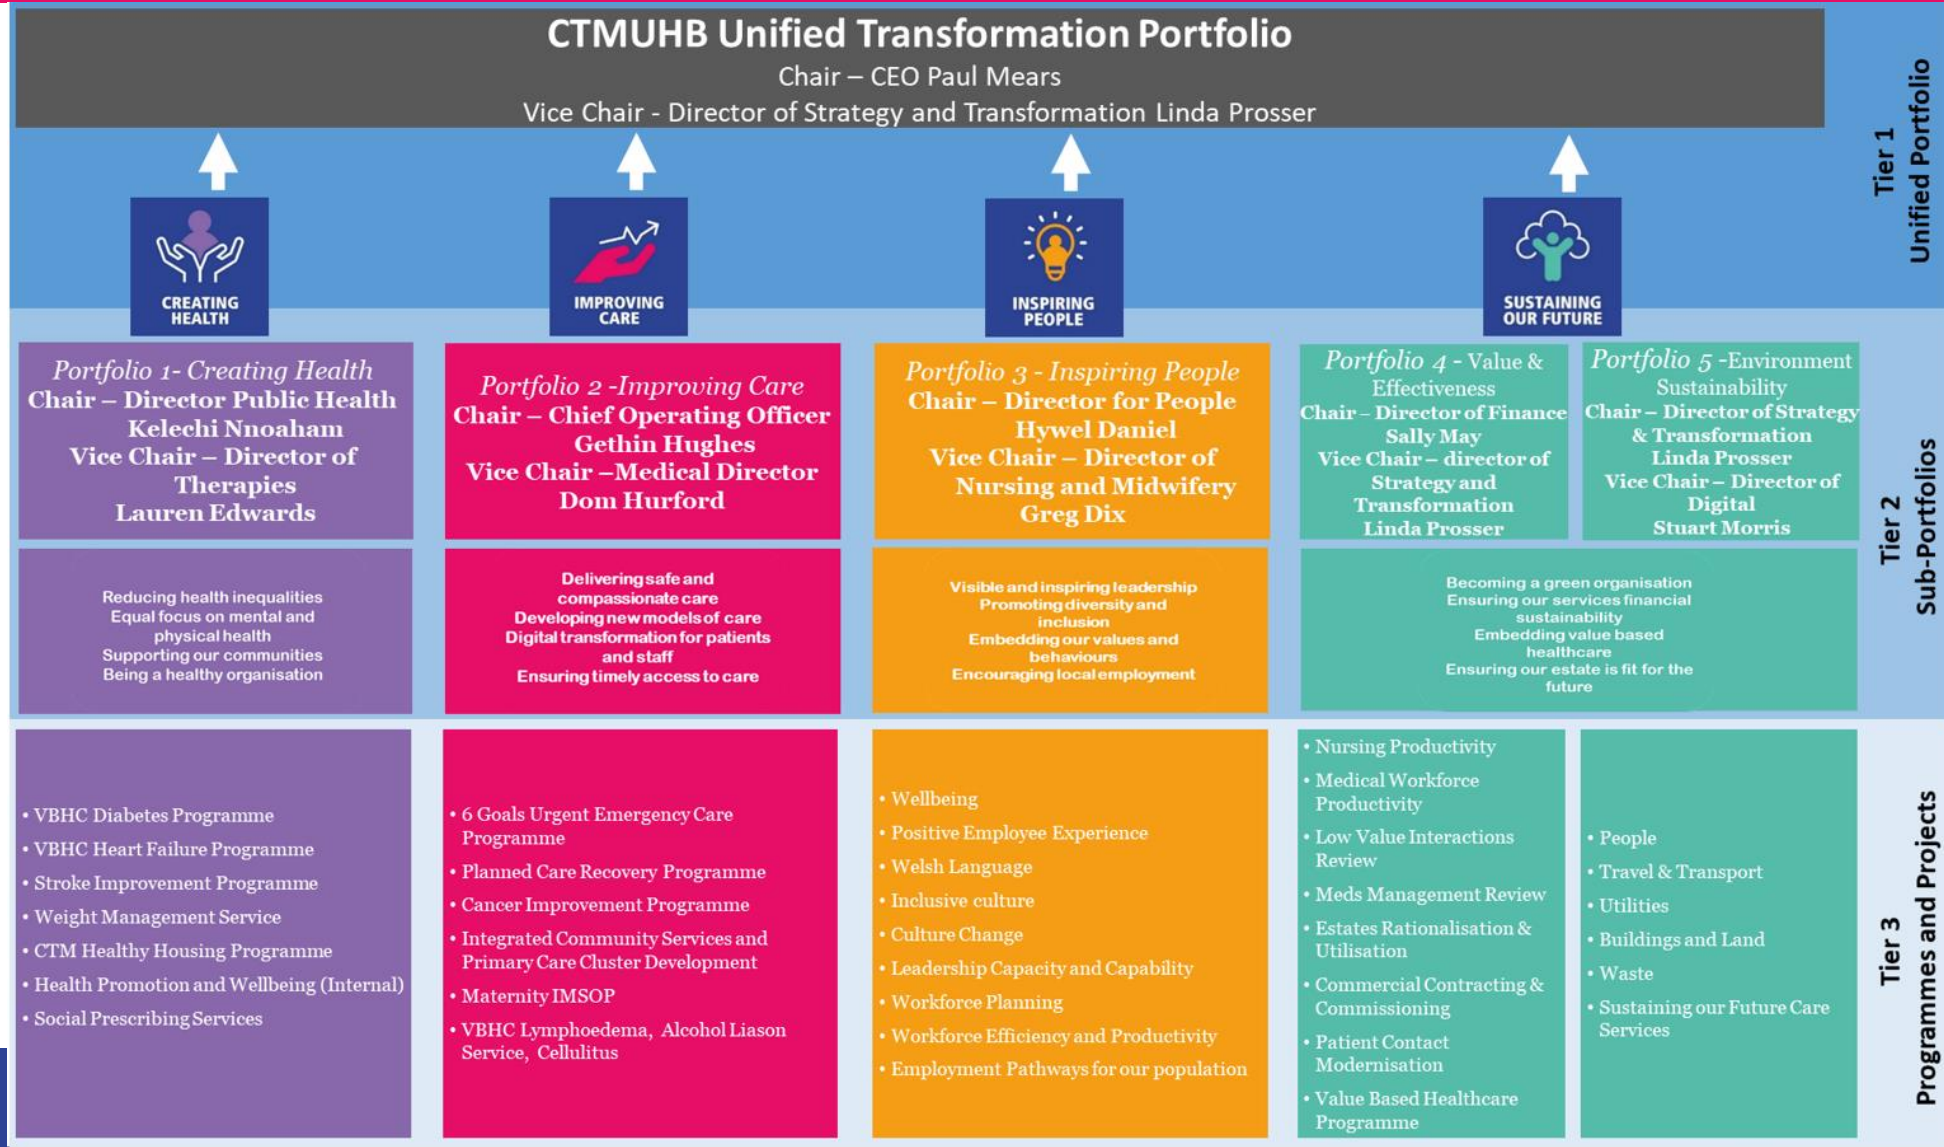 CTMUHB Unified Transformation Portfolio
Chair – CEO Paul Mears
Vice Chair - Director of Strategy and Transformation Linda Prosser
Tier 1
Unified Portfolio
CREATING
HEALTH
IMPROVING
CARE
INSPIRING
PEOPLE
SUSTAINING
OUR FUTURE
Portfolio 1- Creating Health
Chair – Director Public Health
Kelechi Nnoaham
Vice Chair – Director of
Therapies
Lauren Edwards
Portfolio 2 -Improving Care
Chair – Chief Operating Officer
Gethin Hughes
Vice Chair –Medical Director
Dom Hurford
Portfolio 3 - Inspiring People
Chair – Director for People
Hywel Daniel
Vice Chair – Director of
Nursing and Midwifery
Greg Dix
Portfolio 4 - Value &
Effectiveness
Chair – Director of Finance
Sally May
Vice Chair – director of
Strategy and
Transformation
Linda Prosser
Portfolio 5 -Environment
Sustainability
Chair – Director of Strategy
& Transformation
Linda Prosser
Vice Chair – Director of
Digital
Stuart Morris
Tier 2
Sub-Portfolios
Reducing health inequalities
Equal focus on mental and
physical health
Supporting our communities
Being a healthy organisation
Delivering safe and
compassionate care
Developing new models of care
Digital transformation for patients
and staff
Ensuring timely access to care
Visible and inspiring leadership
Promoting diversity and
inclusion
Embedding our values and
behaviours
Encouraging local employment
Becoming a green organisation
Ensuring our services financial
sustainability
Embedding value based
healthcare
Ensuring our estate is fit for the
future
• VBHC Diabetes Programme
• VBHC Heart Failure Programme
• Stroke Improvement Programme
• Weight Management Service
• CTM Healthy Housing Programme
• Health Promotion and Wellbeing (Internal)
• Social Prescribing Services
• 6 Goals Urgent Emergency Care
Programme
• Planned Care Recovery Programme
• Cancer Improvement Programme
• Integrated Community Services and
Primary Care Cluster Development
• Maternity IMSOP
• VBHC Lymphoedema, Alcohol Liason
Service, Cellulitus
• Wellbeing
• Positive Employee Experience
• Welsh Language
• Inclusive culture
• Culture Change
• Leadership Capacity and Capability
• Workforce Planning
• Workforce Efficiency and Productivity
• Employment Pathways for our population
• Nursing Productivity
• Medical Workforce
Productivity
• Low Value Interactions
Review
• Meds Management Review
• Estates Rationalisation &
Utilisation
• Commercial Contracting &
Commissioning
• Patient Contact
Modernisation
• Value Based Healthcare
Programme
• People
• Travel & Transport
• Utilities
• Buildings and Land
• Waste
• Sustaining our Future Care
Services
Tier 3
Programmes and Projects